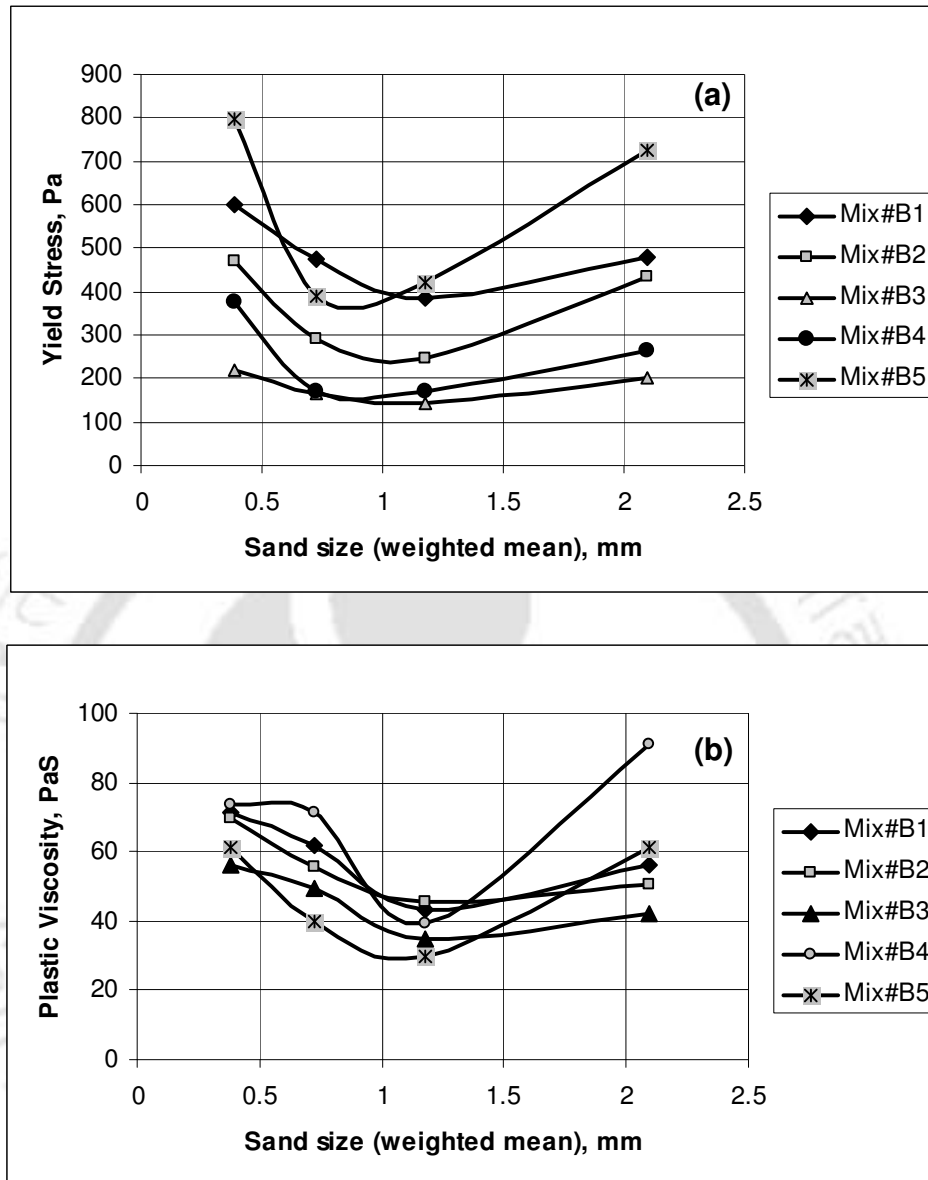 (a)
900
800
700
600
500
400
300
200
100
0
0 0.5 1 1.5 2 2.5
Yield Stress, Pa
Sand size (weighted mean), mm
Mix#B1
Mix#B2
Mix#B3
Mix#B4
Mix#B5
(b)
100
80
60
40
20
0
0 0.5 1 1.5 2 2.5
Plastic Viscosity, PaS
Sand size (weighted mean), mm
Mix#B1
Mix#B2
Mix#B3
Mix#B4
Mix#B5